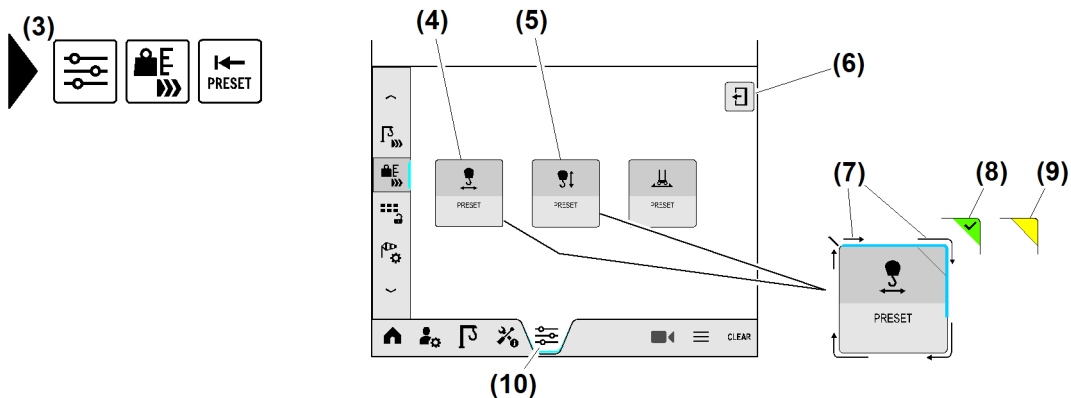 (3)
PRESET
(4)
(5)
(6)
PRESET
PRESET
PRESET
(7)
(8)
(9)
PRESET
CLEAR
(10)